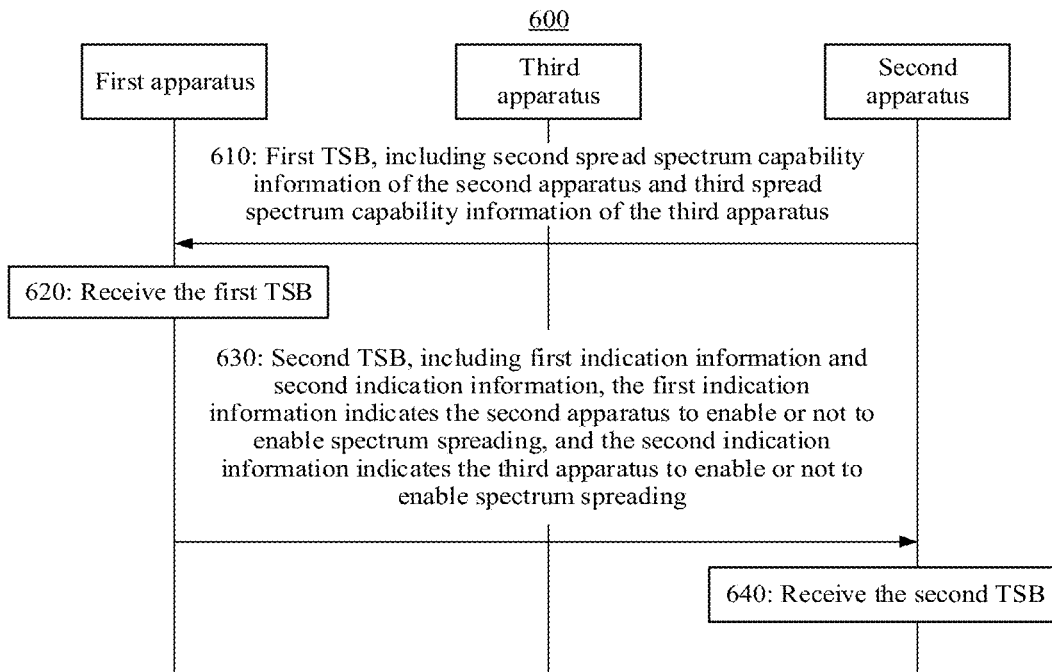 600
First apparatus
Third
apparatus
Second
apparatus
610: First TSB, including second spread spectrum capability
information of the second apparatus and third spread
spectrum capability information of the third apparatus
620: Receive the first TSB
630: Second TSB, including first indication information and
second indication information, the first indication
information indicates the second apparatus to enable or not to
enable spectrum spreading, and the second indication
information indicates the third apparatus to enable or not to
enable spectrum spreading
640: Receive the second TSB